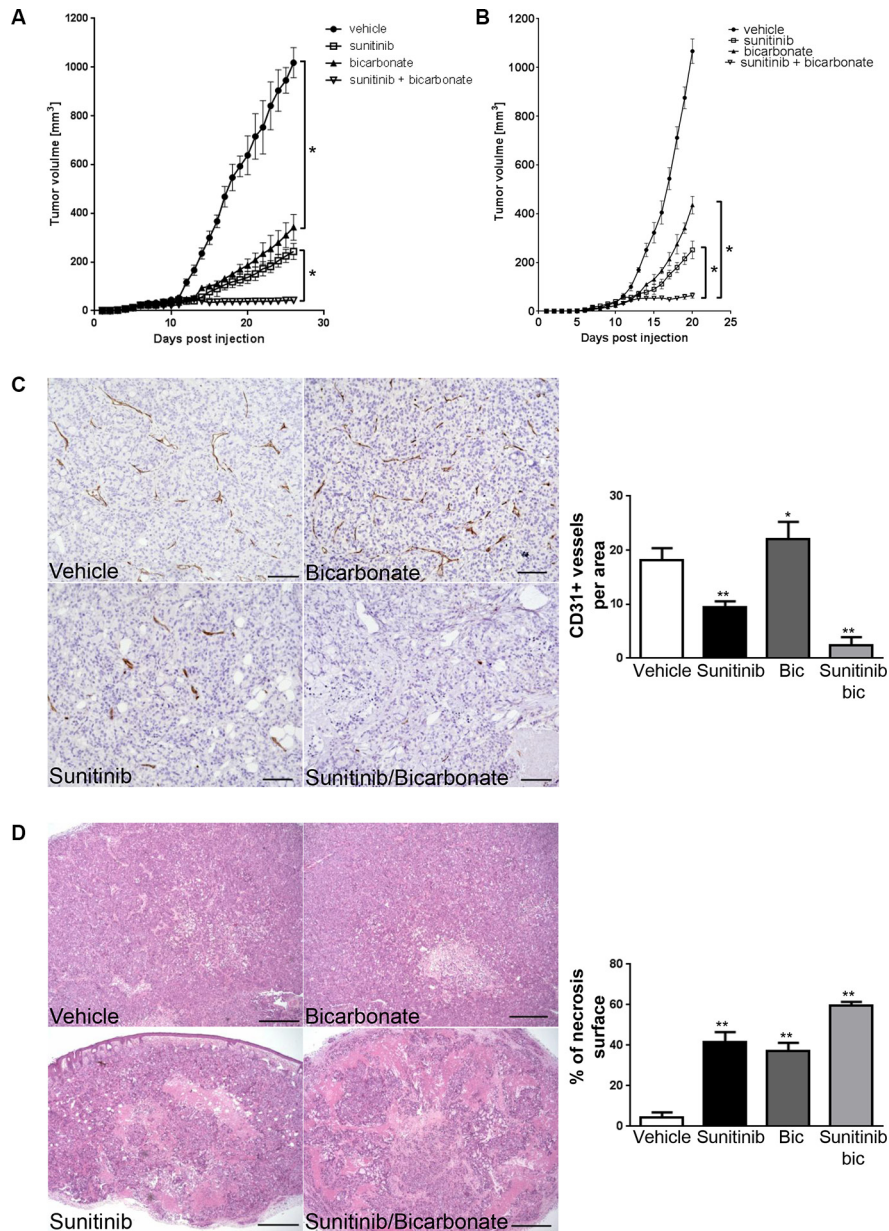 A
vehicle
sunitinib
bicarbonate
sunitinib + bicarbonate
Tumor volulme [mm3]
1200
1000
800
600
400
200
0
0 10 20 30
Days post injection
*
*
B
vehicle
sunitinib
bicarbonate
sunitinib + bicarbonate
Tumor volume [mm3]
1200
1000
800
600
400
200
0
0 5 10 15 20 25
Days post injection
*
*
C
Vehicle
Bicarbonate
Sunitinib
Sunitinib/Bicarbonate
CD31+ vessels
per area
30
20
10
0
**
*
**
Vehicle Sunitinib Bic Sunitinib
bic
D
Vehicle
Bicarbonate
Sunitinib
Sunitinib/Bicarbonate
% of necrosis
surface
80
60
40
20
0
**
**
**
Vehicle Sunitinib Bic Sunitinib
bic